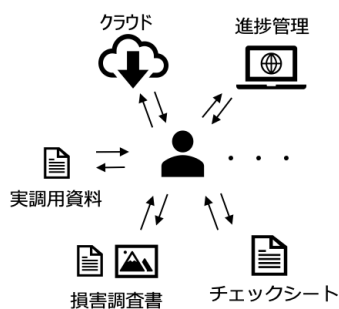 クラウド
進捗管理
・・・
実調用資料
損害調査書
チェックシート